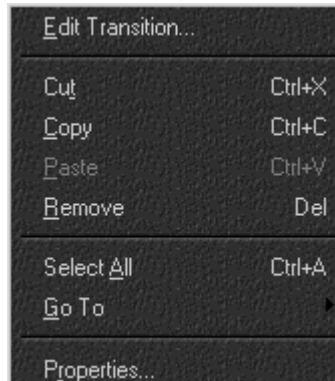 Edit Transition...
Cut Ctrl+X
Copy Ctrl+C
Paste Ctrl+V
Remove Del
Select All Ctrl+A
Go To
Properties...